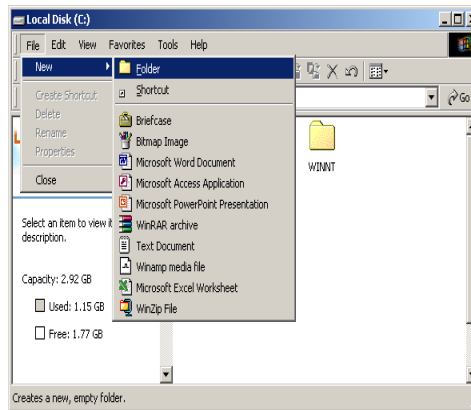 Local Disk (C:)
File Edit View Favorites Tools Help
New
Create Shortcut
Delete
Rename
Properties
Close
Folder
Shortcut
Briefcase
Bitmap Image
Microsoft Word Document
Microsoft Access Application
Microsoft PowerPoint Presentation
WinRAR archive
Text Document
Winamp media file
Microsoft Excel Worksheet
WinZip File
Go
WINNT
Select an item to view it
description.
Capacity: 2.92 GB
Used: 1.15 GB
Free: 1.77 GB
Creates a new, empty folder.